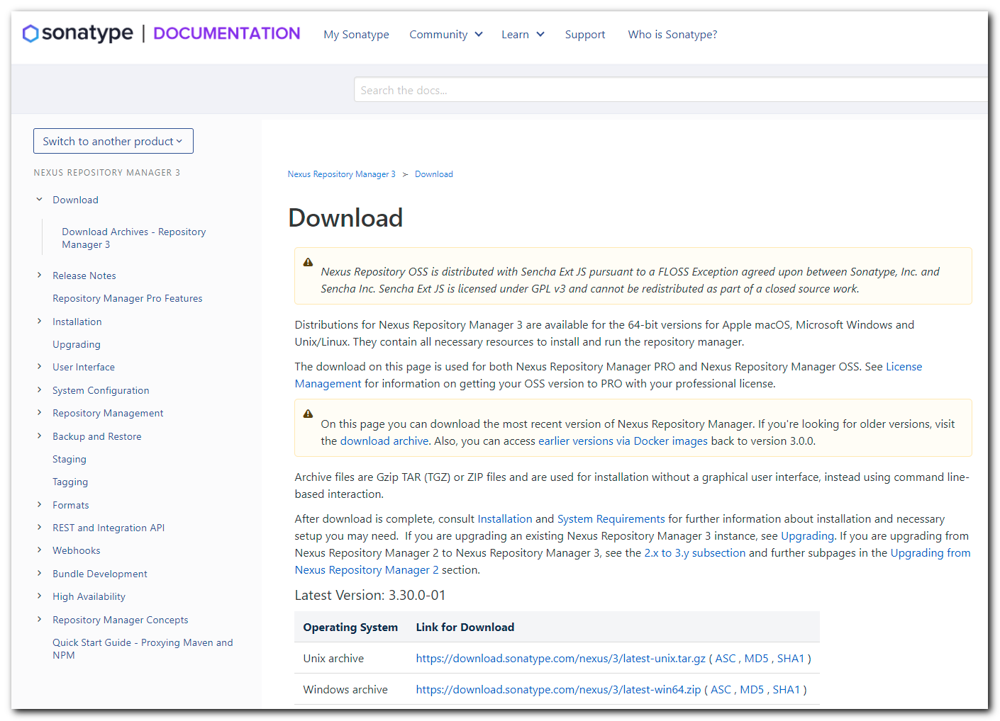 sonatype | DOCUMENTATION My Sonatype Community Learn Support Who is Sonatype?
Search the docs...
Switch to another product
NEXUS REPOSITORY MANAGER 3
Download
Download Archives - Repository
Manager 3
Release Notes
Repository Manager Pro Features
Installation
Upgrading
User Interface
System Configuration
Repository Management
Backup and Restore
Staging
Tagging
Formats
REST and Integration API
Webhooks
Bundle Development
High Availability
Repository Manager Concepts
Quick Start Guide - Proxying Maven and
NPM
Nexus Repository Manager 3 > Download
Download
Nexus Repository OSS is distributed with Sencha Ext JS pursuant to a FLOSS Exception agreed upon between Sonatype, Inc. and
Sencha Inc. Sencha Ext JS is licensed under GPL v3 and cannot be redistributed as part of a closed source work.
Distributions for Nexus Repository Manager 3 are available for the 64-bit versions for Apple macOS, Microsoft Windows and
Unix/Linux. They contain all necessary resources to install and run the repository manager.
The download on this page is used for both Nexus Repository Manager PRO and Nexus Repository Manager OSS. See License
Management for information on getting your OSS version to PRO with your professional license.
On this page you can download the most recent version of Nexus Repository Manager. If you're looking for older versions, visit
the download archive. Also, you can access earlier versions via Docker images back to version 3.0.0.
Archive files are Gzip TAR (TGZ) or ZIP files and are used for installation without a graphical user interface, instead using command line-
based interaction.
After download is complete, consult Installation and System Requirements for further information about installation and necessary
setup you may need. If you are upgrading an existing Nexus Repository Manager 3 instance, see Upgrading. If you are upgrading from
Nexus Repository Manager 2 to Nexus Repository Manager 3, see the 2.x to 3.y subsection and further subpages in the Upgrading from
Nexus Repository Manager 2 section.
Latest Version: 3.30.0-01
Operating System Link for Download
Unix archive https://download.sonatype.com/nexus/3/latest-unix.tar.gz ( ASC , MD5 , SHA1 )
Windows archive https://download.sonatype.com/nexus/3/latest-win64.zip ( ASC , MD5 , SHA1 )